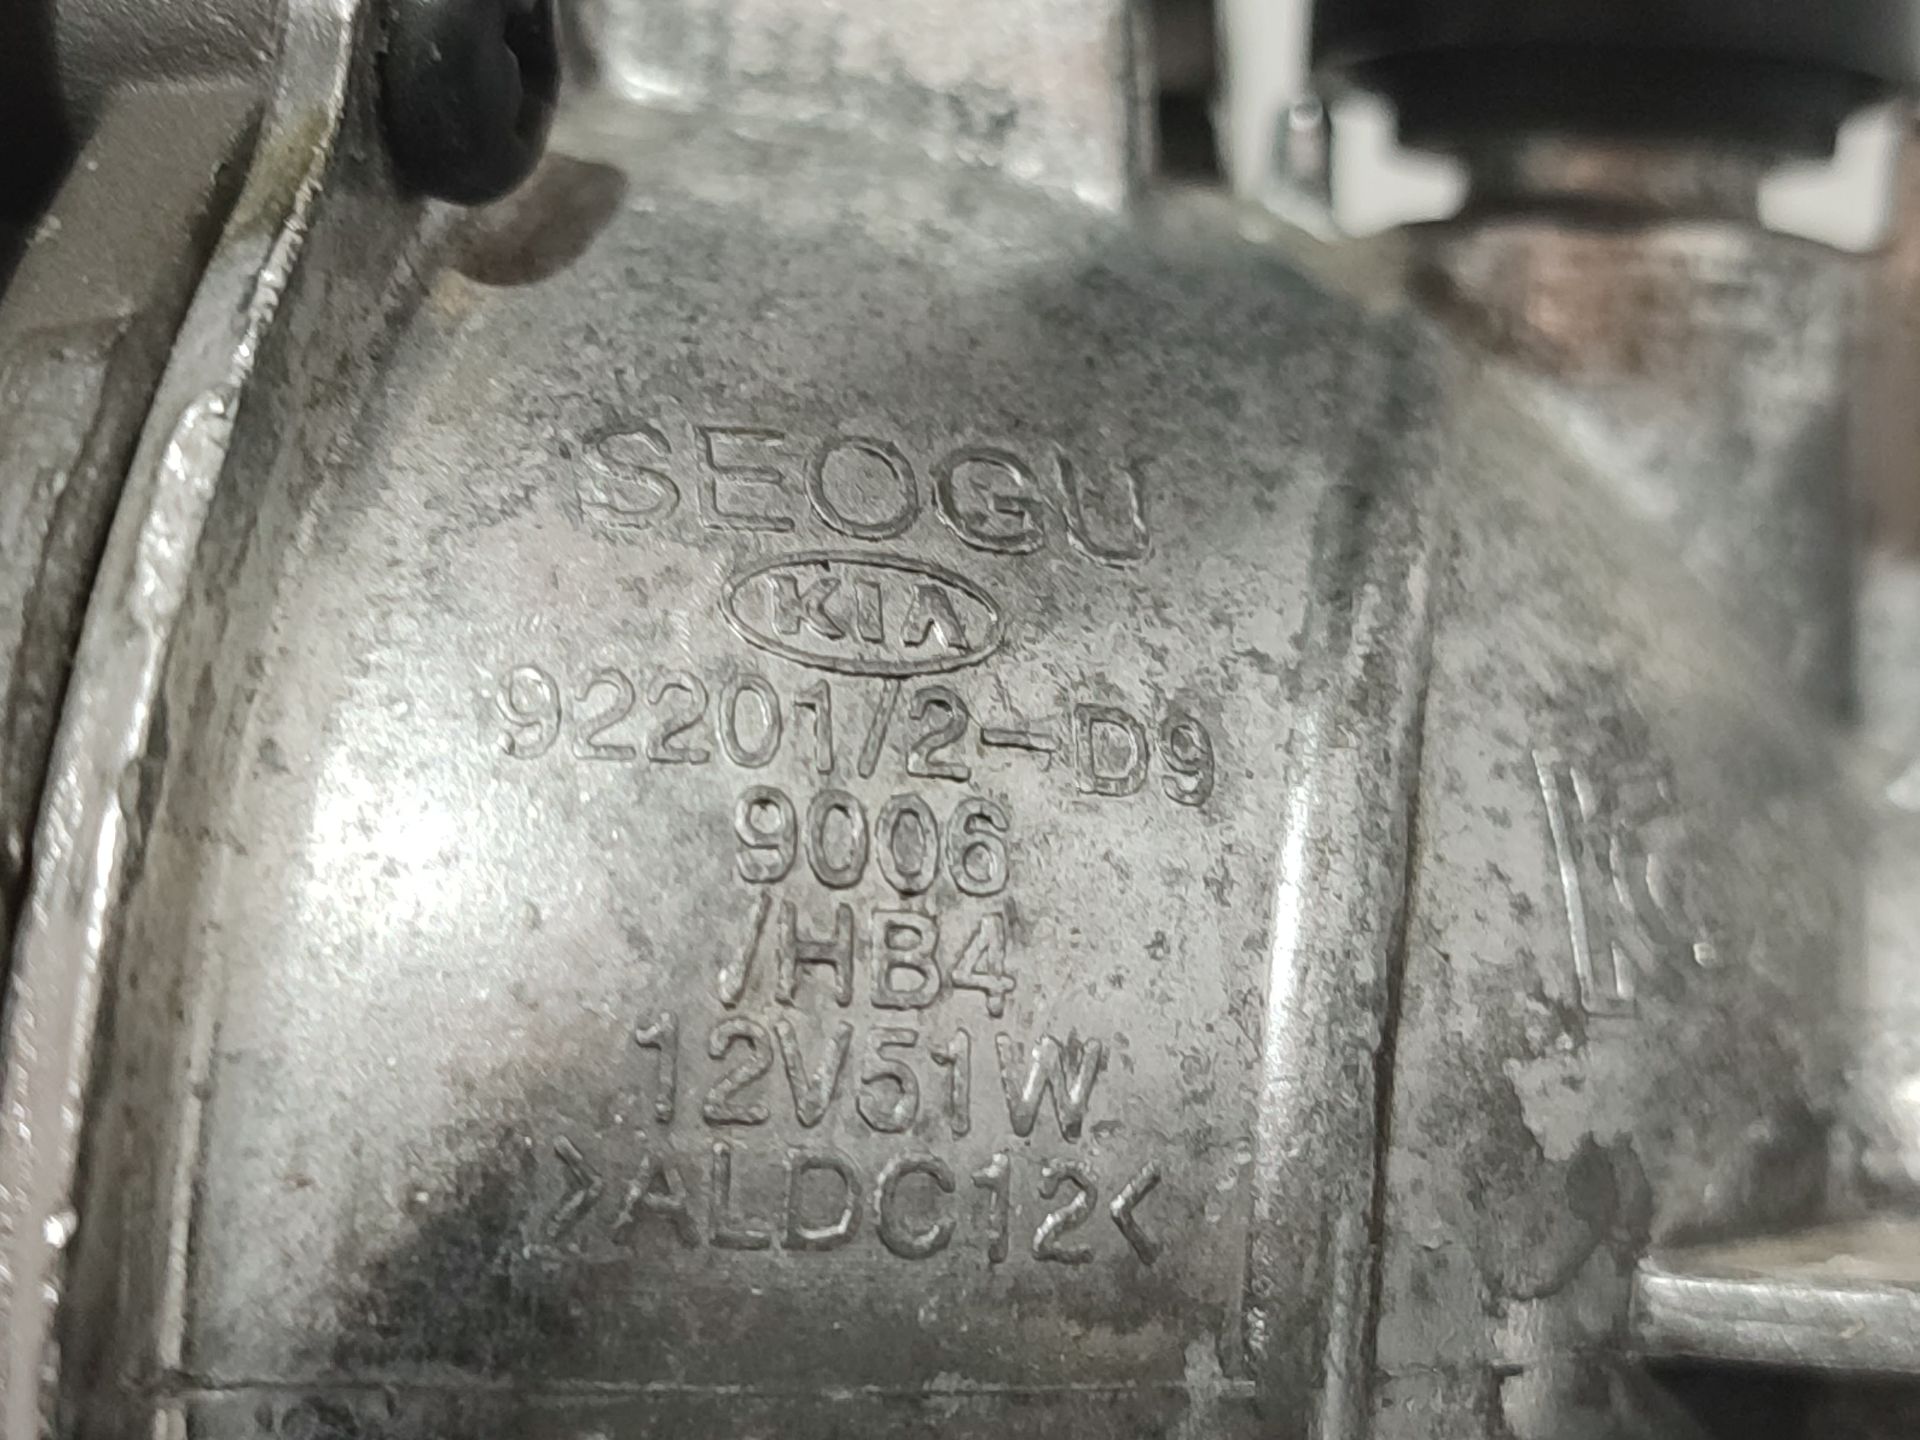 SEOGU
KIA
92201/2-D9
9006
/HB4
12V51W
>ALDC12<